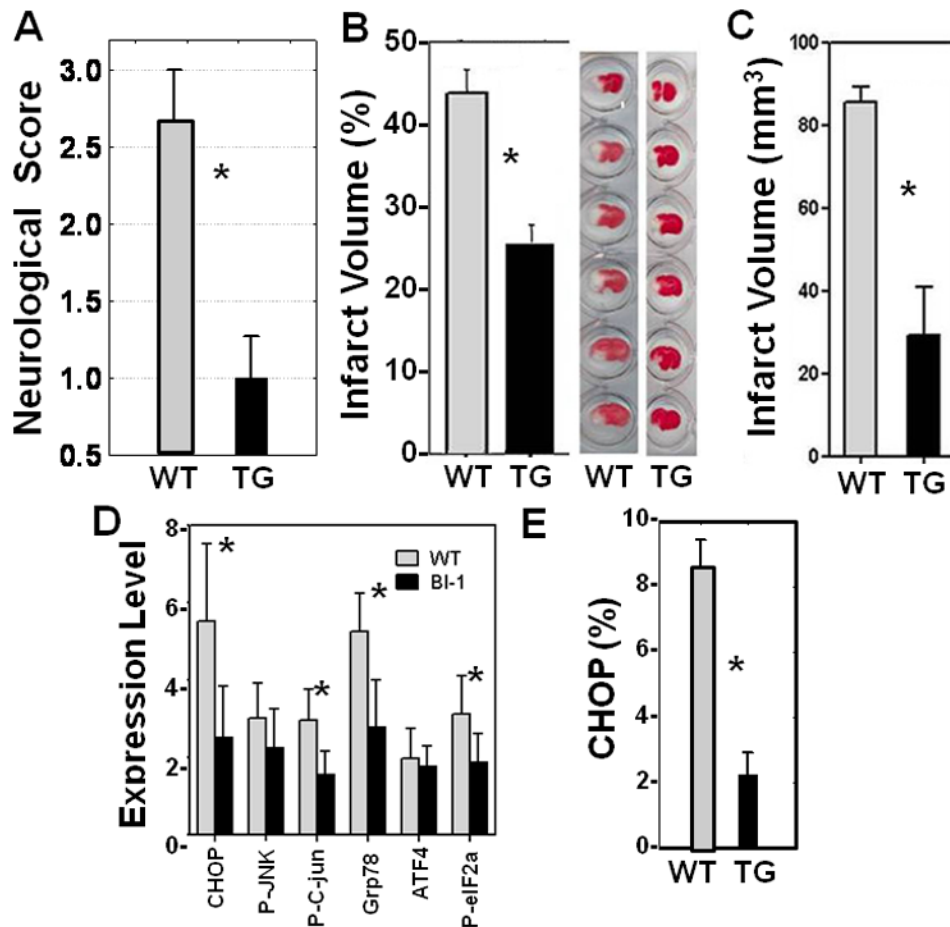 A
Neurological Score
3.0
2.5
2.0
1.5
1.0
0.5
WT TG
*
B
Infarct Volume (%)
50
40
30
20
10
0
WT TG WT TG
*
C
Infarct Volume (mm³)
100
80
60
40
20
0
WT TG
*
D
Expression Level
8-
6-
4-
2-
0-
WT
BI-1
*
*
*
*
CHOP
P-JNK
P-C-jun
Grp78
ATF4
P-eIF2a
E
CHOP (%)
10
8
6
4
2
0
WT TG
*